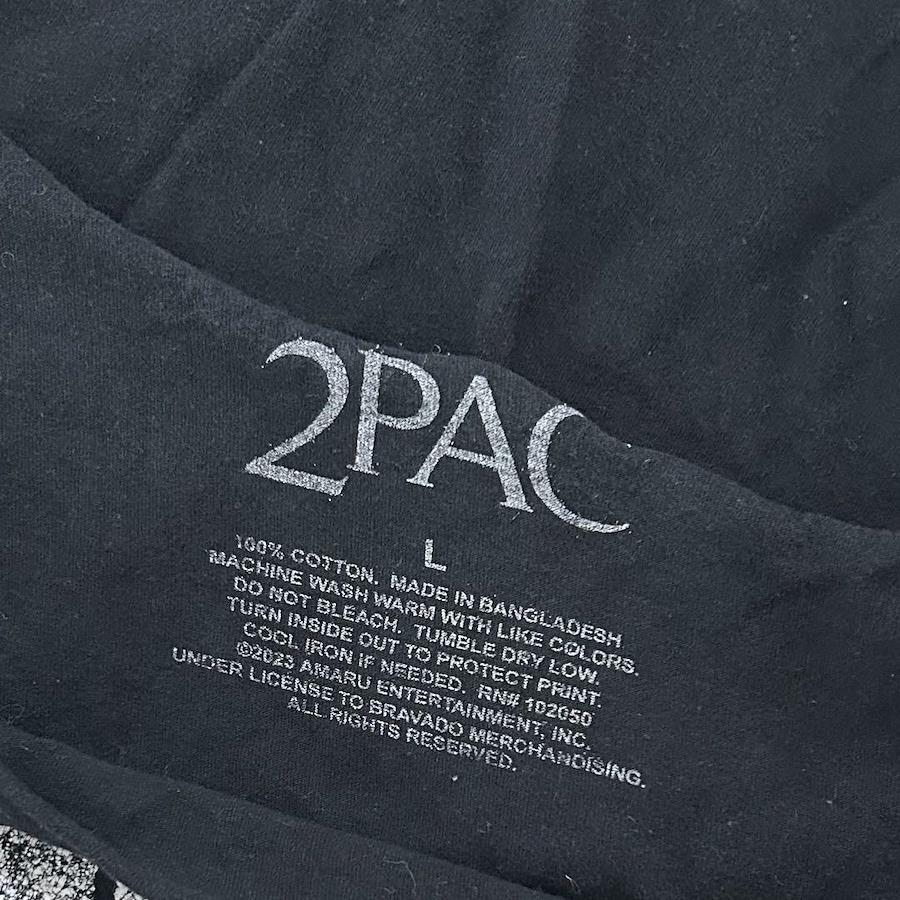 2PAC
L
100% COTTON. MADE IN BANGLADESH
MACHINE WASH WARM WITH LIKE COLORS.
DO NOT BLEACH. TUMBLE DRY LOW.
TURN INSIDE OUT TO PROTECT PRINT.
COOL IRON IF NEEDED. RN# 102050
©2023 AMARU ENTERTAINMENT, INC.
UNDER LICENSE TO BRAVADO MERCHANDISING.
ALL RIGHTS RESERVED.